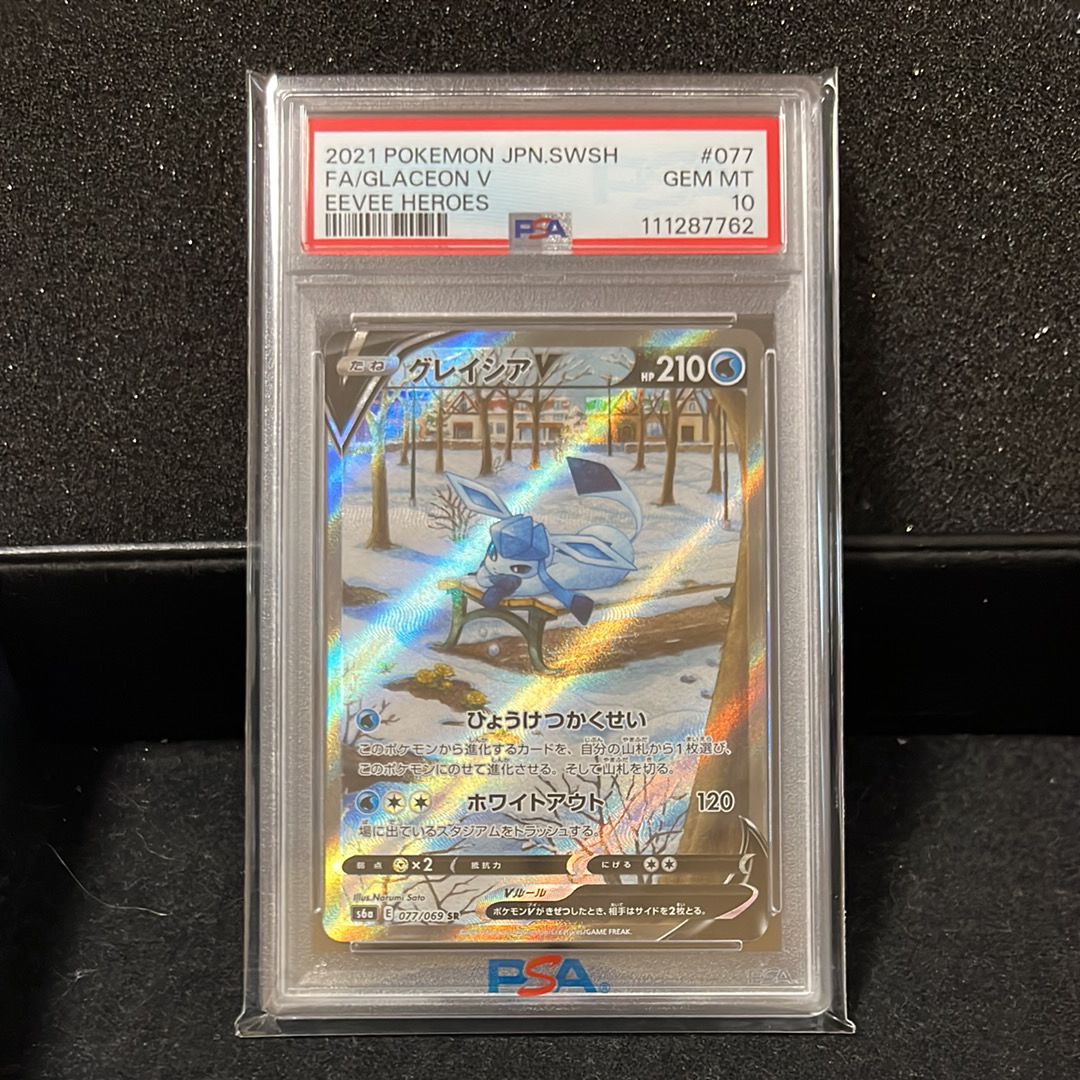 2021 POKEMON JPN.SWSH #077
FA/GLACEON V GEM MT
EEVEE HEROES 10
PSA 111287762
たね グレイシアV HP 210
ひょうけつかくせい
このポケモンから進化するカードを、自分の山札から1枚選び、
このポケモンにのせて進化させる。そして山札を切る。
ホワイトアウト 120
場に出ているスタジアムをトラッシュする。
弱点 ×2 抵抗力 にげる
Vルール
Illus. Narumi Sato
ポケモンVがきぜつしたとき、相手はサイドを2枚とる。
s6a E 077/069 SR
GAME FREAK.
PSA®
PSA